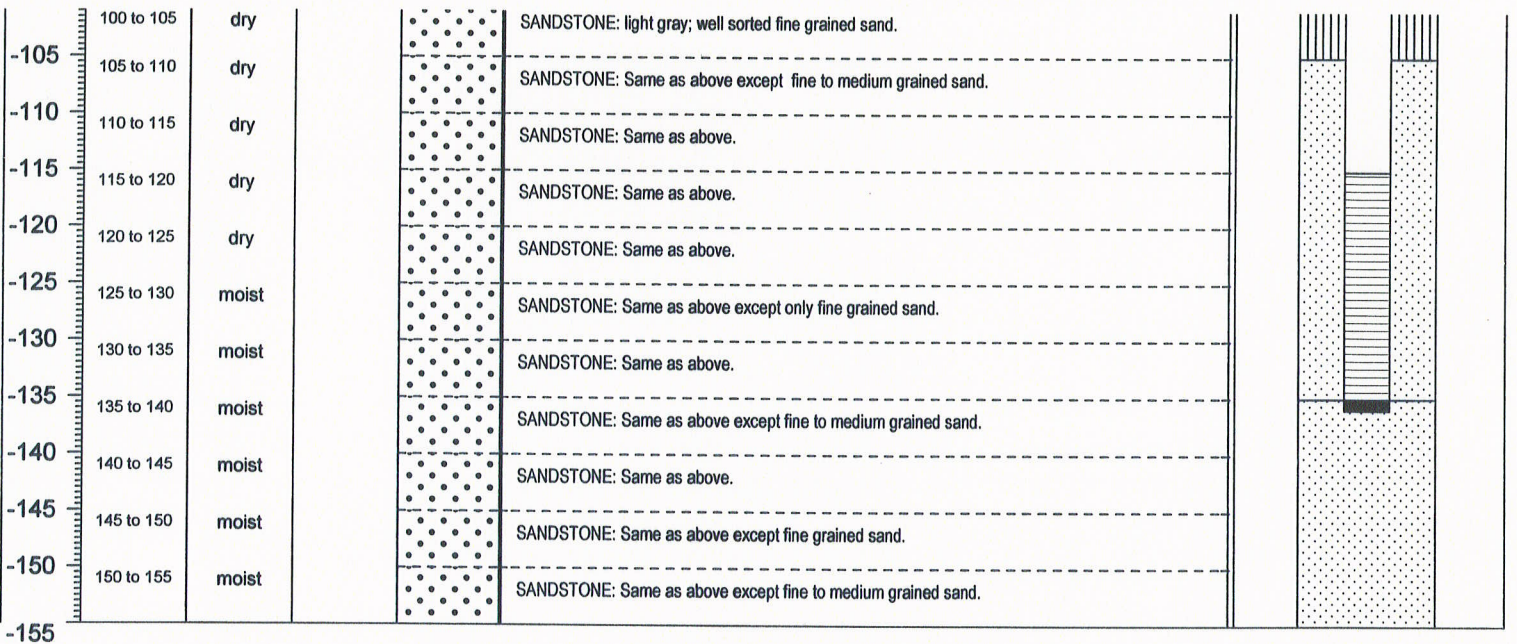 100 to 105 dry SANDSTONE: light gray; well sorted fine grained sand.
-105
105 to 110 dry SANDSTONE: Same as above except fine to medium grained sand.
-110
110 to 115 dry SANDSTONE: Same as above.
-115
115 to 120 dry SANDSTONE: Same as above.
-120
120 to 125 dry SANDSTONE: Same as above.
-125
125 to 130 moist SANDSTONE: Same as above except only fine grained sand.
-130
130 to 135 moist SANDSTONE: Same as above.
-135
135 to 140 moist SANDSTONE: Same as above except fine to medium grained sand.
-140
140 to 145 moist SANDSTONE: Same as above.
-145
145 to 150 moist SANDSTONE: Same as above except fine grained sand.
-150
150 to 155 moist SANDSTONE: Same as above except fine to medium grained sand.
-155